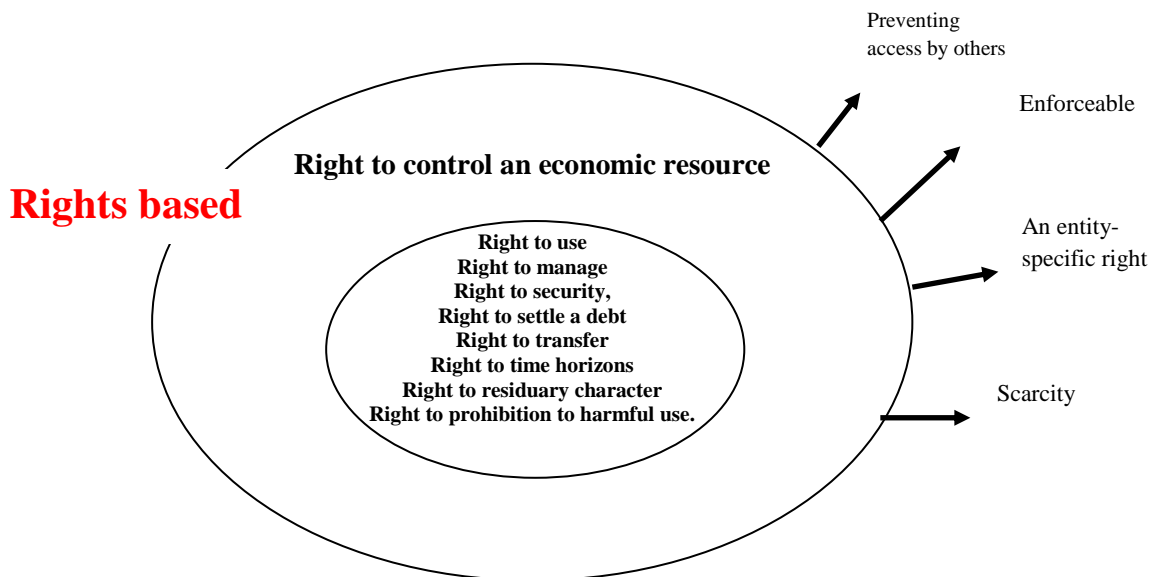 Preventing
access by others
Enforceable
Right to control an economic resource
Rights based
An entity-
specific right
Right to use
Right to manage
Right to security,
Right to settle a debt
Right to transfer
Right to time horizons
Right to residuary character
Right to prohibition to harmful use.
Scarcity